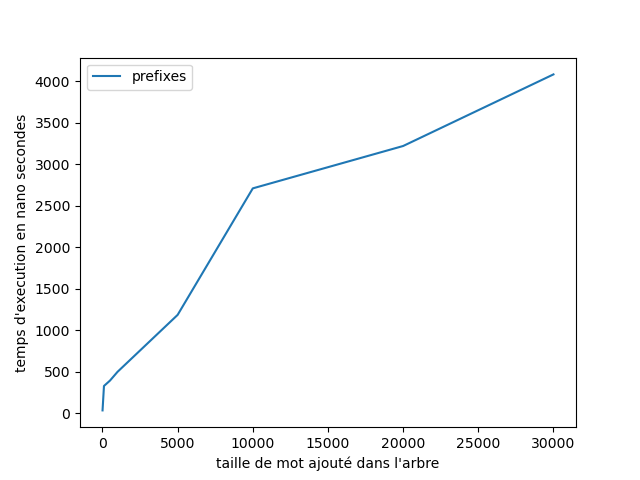 prefixes
temps d'execution en nano secondes
4000
3500
3000
2500
2000
1500
1000
500
0
0 5000 10000 15000 20000 25000 30000
taille de mot ajouté dans l'arbre